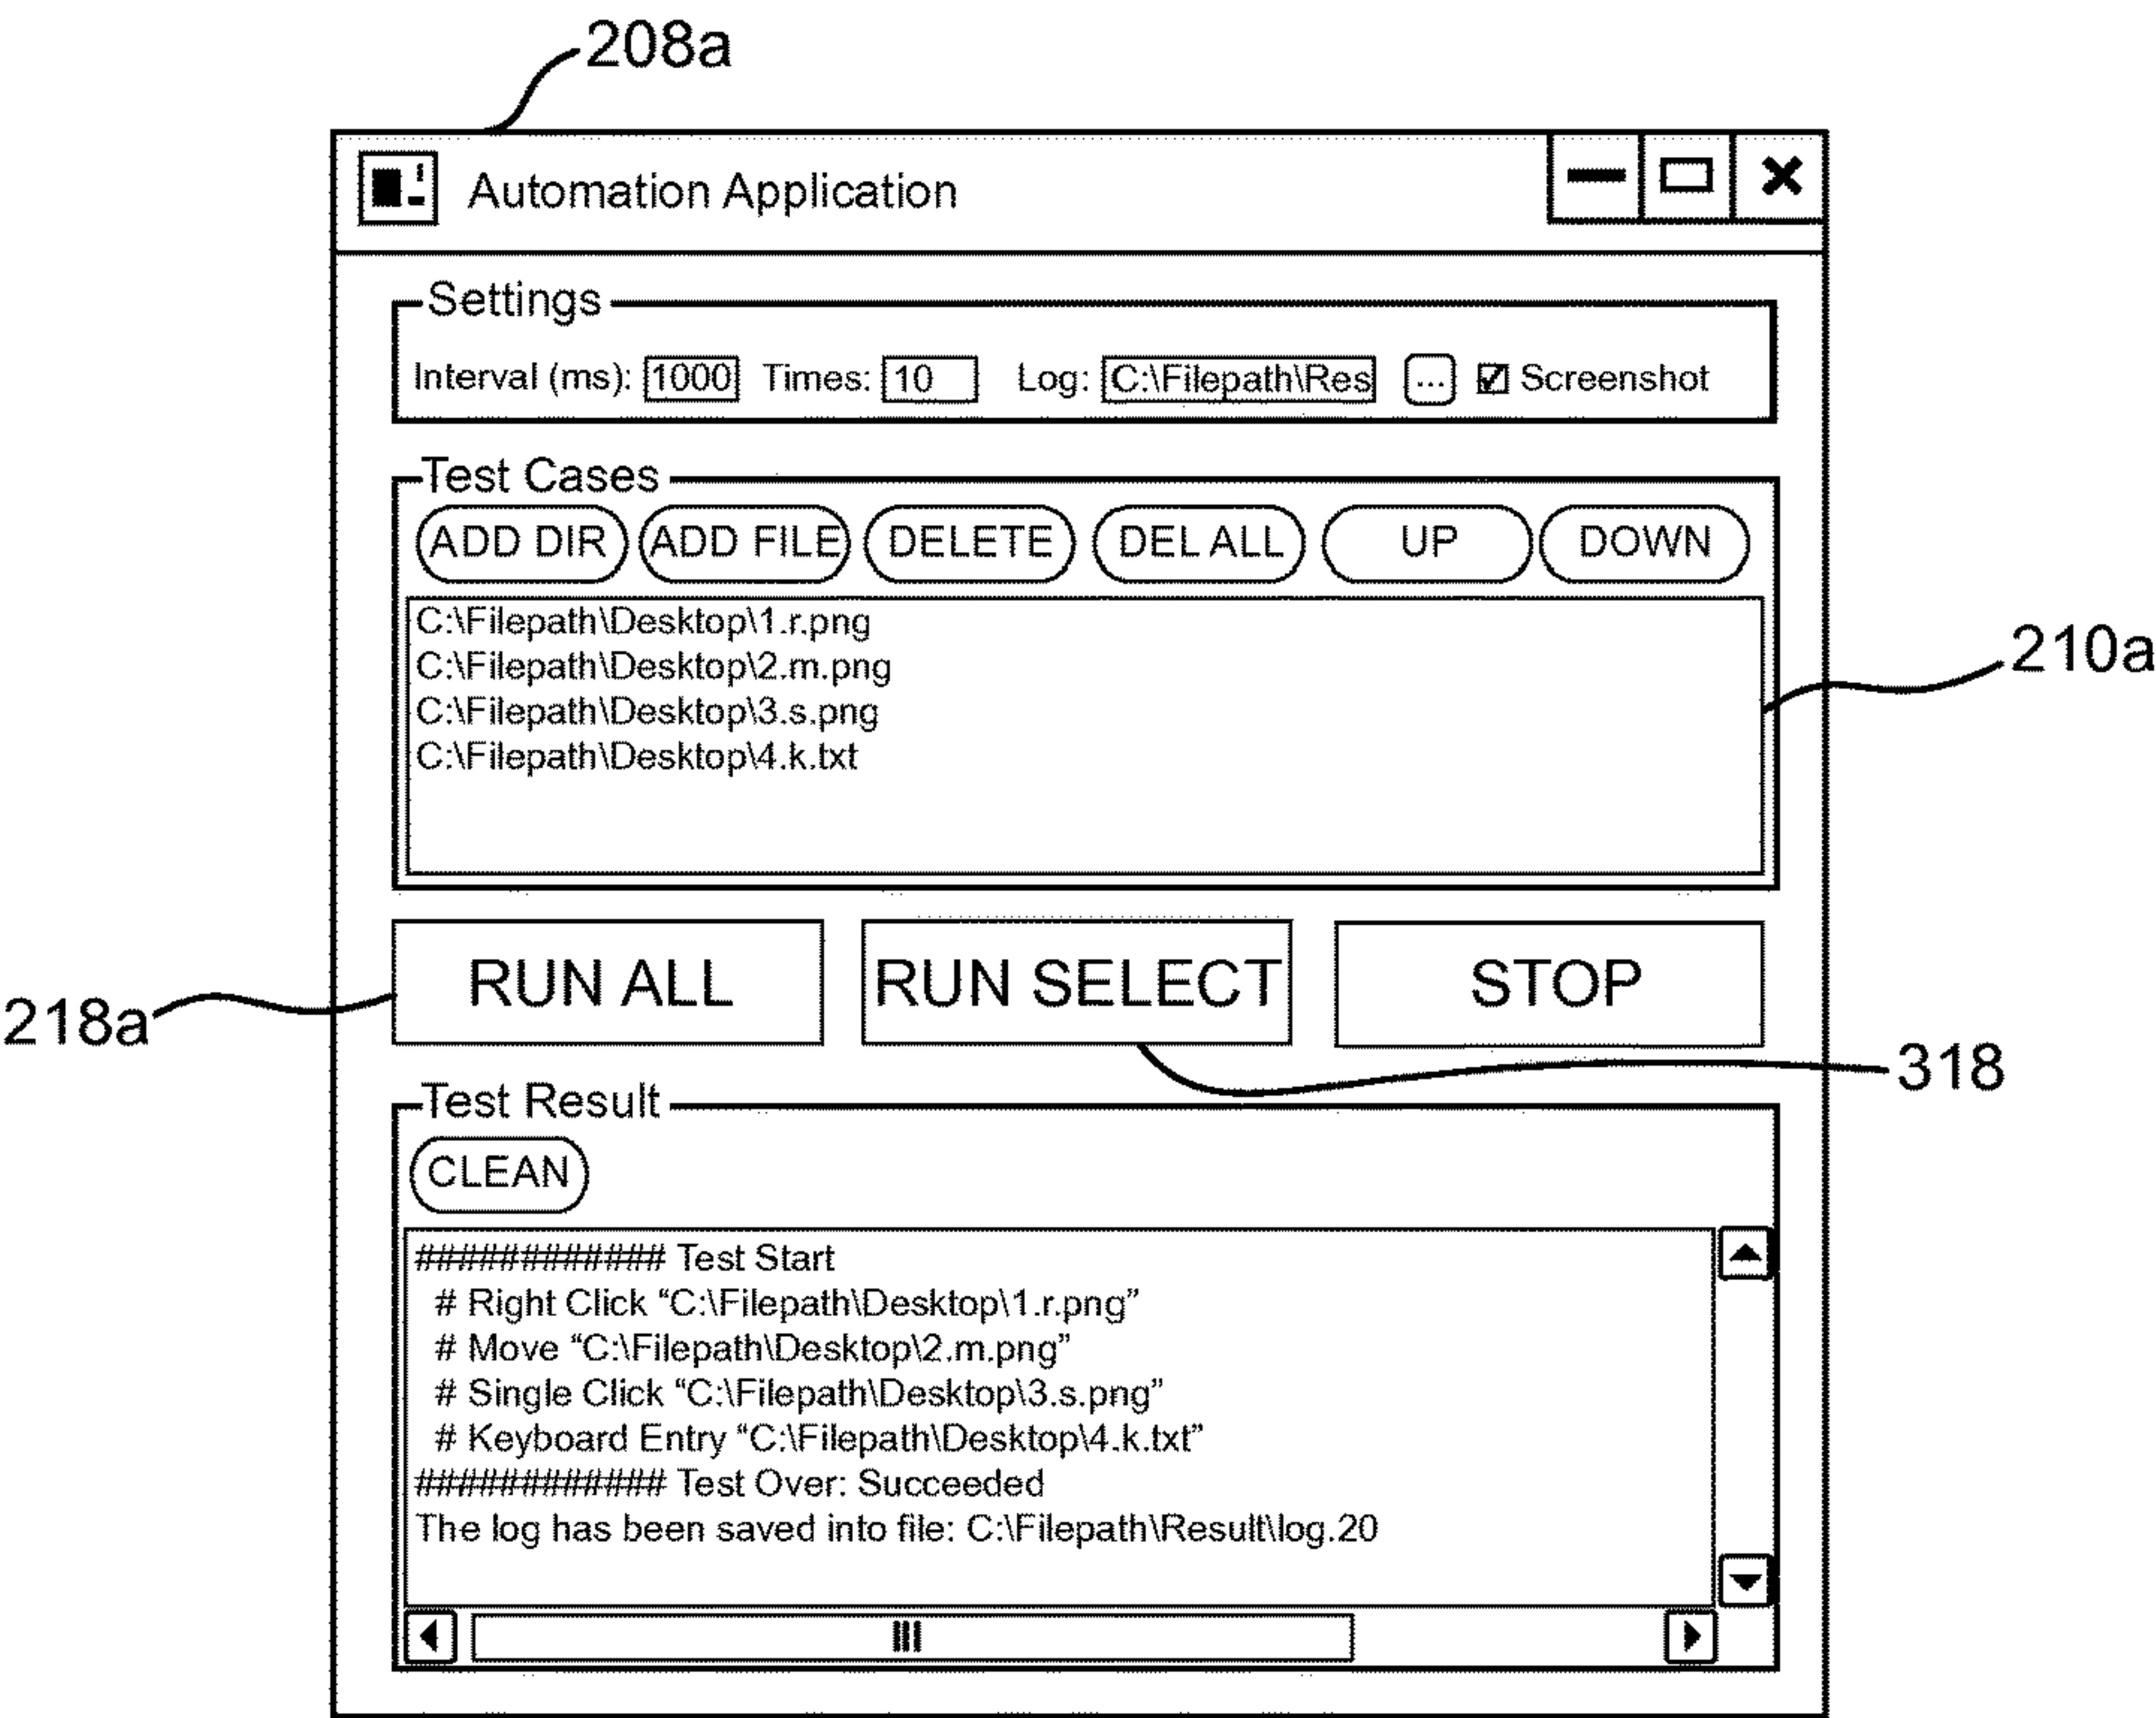 208a
Automation Application
Settings
Interval (ms): 1000 Times: 10 Log: C:\Filepath\Res ... Screenshot
Test Cases
ADD DIR ADD FILE DELETE DEL ALL UP DOWN
C:\Filepath\Desktop\1.r.png
C:\Filepath\Desktop\2.m.png
C:\Filepath\Desktop\3.s.png
C:\Filepath\Desktop\4.k.txt
210a
RUN ALL RUN SELECT STOP
218a
318
Test Result
CLEAN
############ Test Start
# Right Click “C:\Filepath\Desktop\1.r.png”
# Move “C:\Filepath\Desktop\2.m.png”
# Single Click “C:\Filepath\Desktop\3.s.png”
# Keyboard Entry “C:\Filepath\Desktop\4.k.txt”
############ Test Over: Succeeded
The log has been saved into file: C:\Filepath\Result\log.20